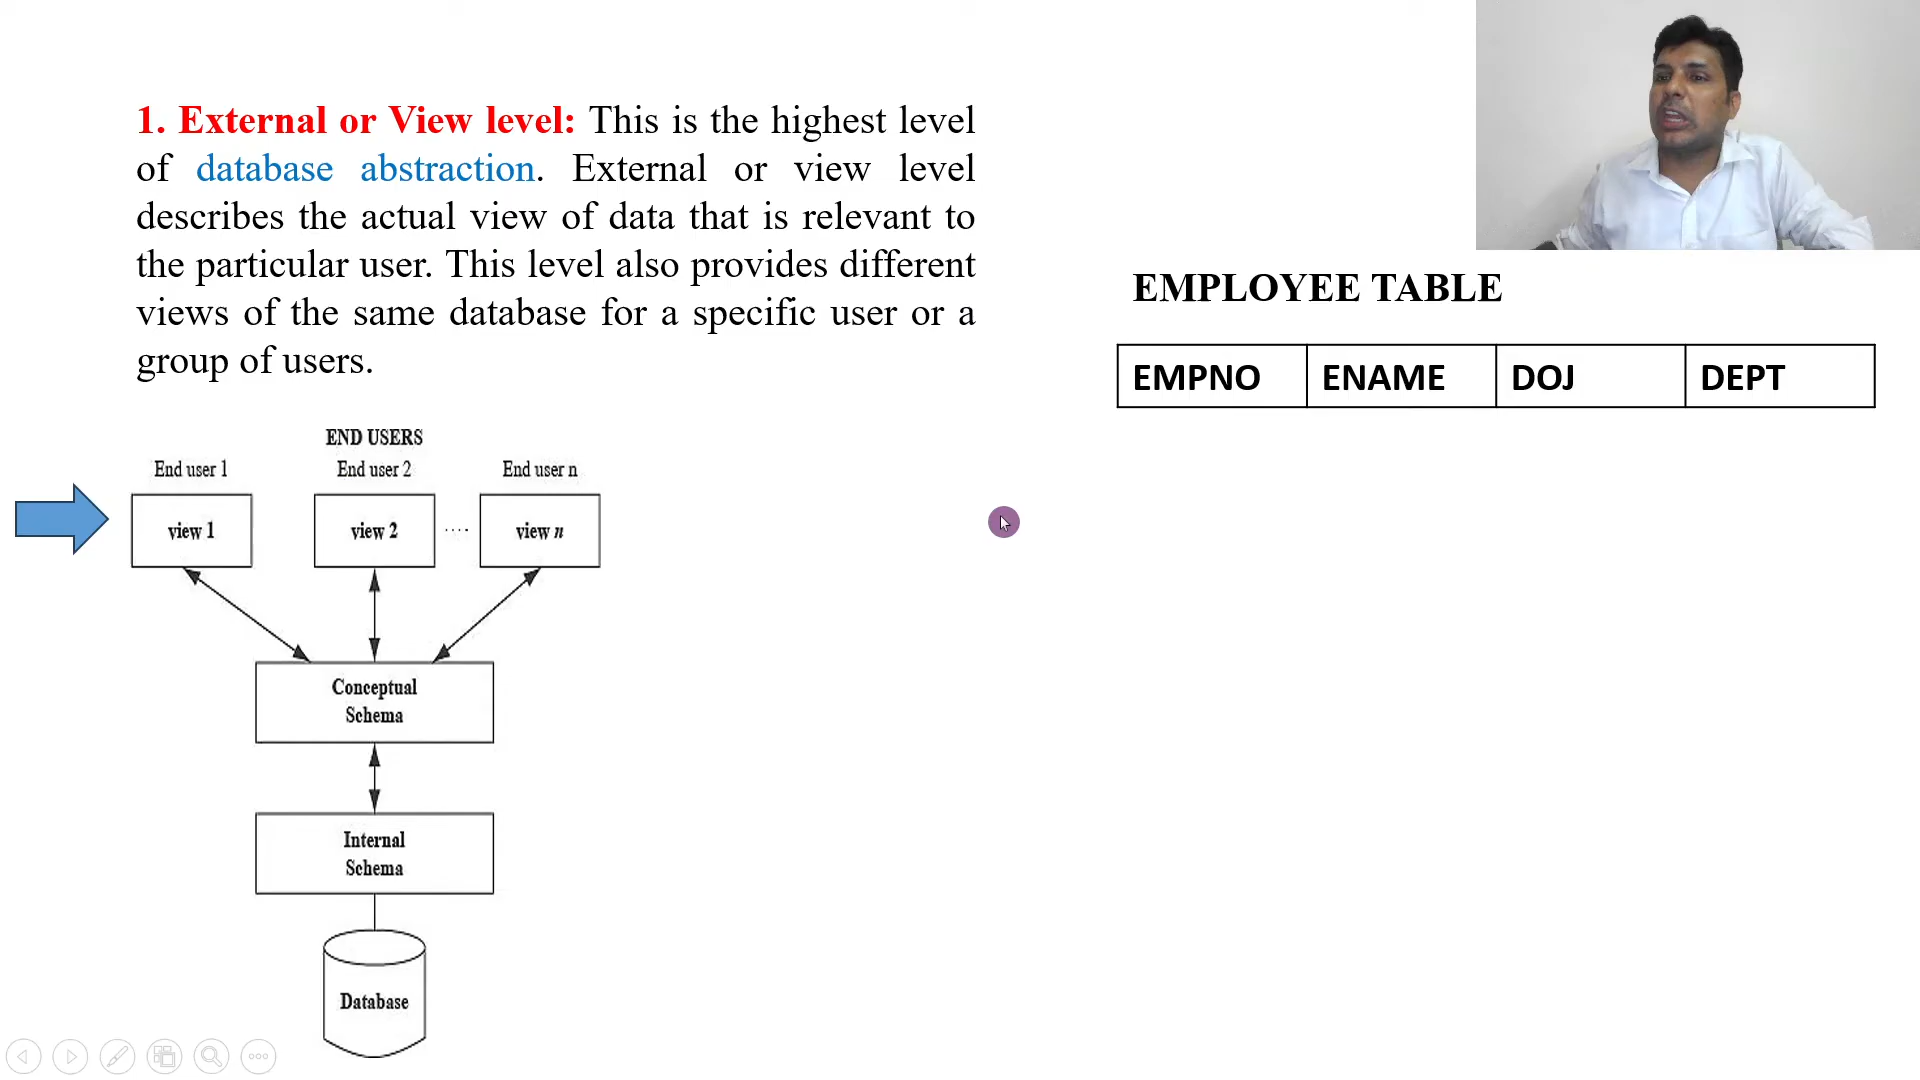 1. External or View level: This is the highest level
of database abstraction. External or view level
describes the actual view of data that is relevant to
the particular user. This level also provides different
views of the same database for a specific user or a
group of users.
EMPLOYEE TABLE
EMPNO ENAME DOJ DEPT
END USERS
End user 1 End user 2 End user n
view 1 view 2 .... view n
Conceptual
Schema
Internal
Schema
Database